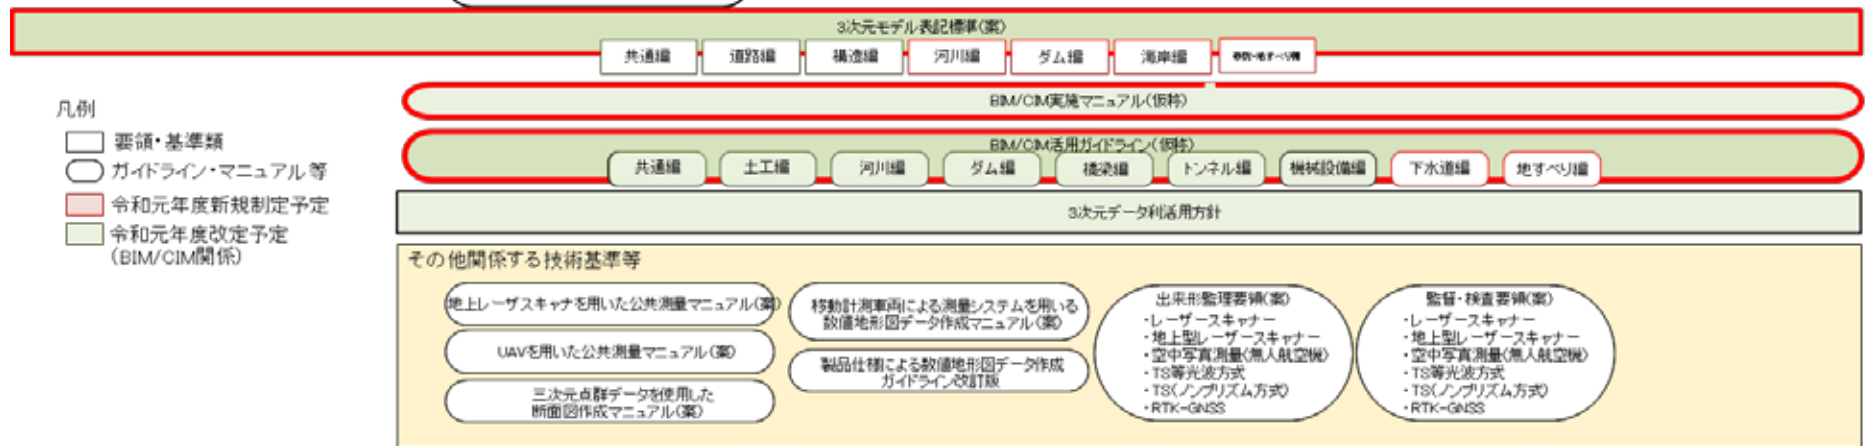 3次元モデル表記標準(案)
共通編
道路編
構造編
河川編
ダム編
海岸編
砂防・地すべり編
凡例
要領・基準類
ガイドライン・マニュアル等
令和元年度新規制定予定
令和元年度改定予定
(BIM/CIM関係)
BIM/CIM実施マニュアル(仮称)
BIM/CIM活用ガイドライン(仮称)
共通編
土工編
河川編
ダム編
橋梁編
トンネル編
機械設備編
下水道編
地すべり編
3次元データ利活用方針
その他関係する技術基準等
地上レーザスキャナを用いた公共測量マニュアル(案)
UAVを用いた公共測量マニュアル(案)
三次元点群データを使用した
断面図作成マニュアル(案)
移動計測車両による測量システムを用いる
数値地形図データ作成マニュアル(案)
製品仕様による数値地形図データ作成
ガイドライン改訂版
出来形監理要領(案)
・レーザースキャナー
・地上型レーザースキャナー
・空中写真測量(無人航空機)
・TS等光波方式
・TS(ノンプリズム方式)
・RTK-GNSS
監督・検査要領(案)
・レーザースキャナー
・地上型レーザースキャナー
・空中写真測量(無人航空機)
・TS等光波方式
・TS(ノンプリズム方式)
・RTK-GNSS